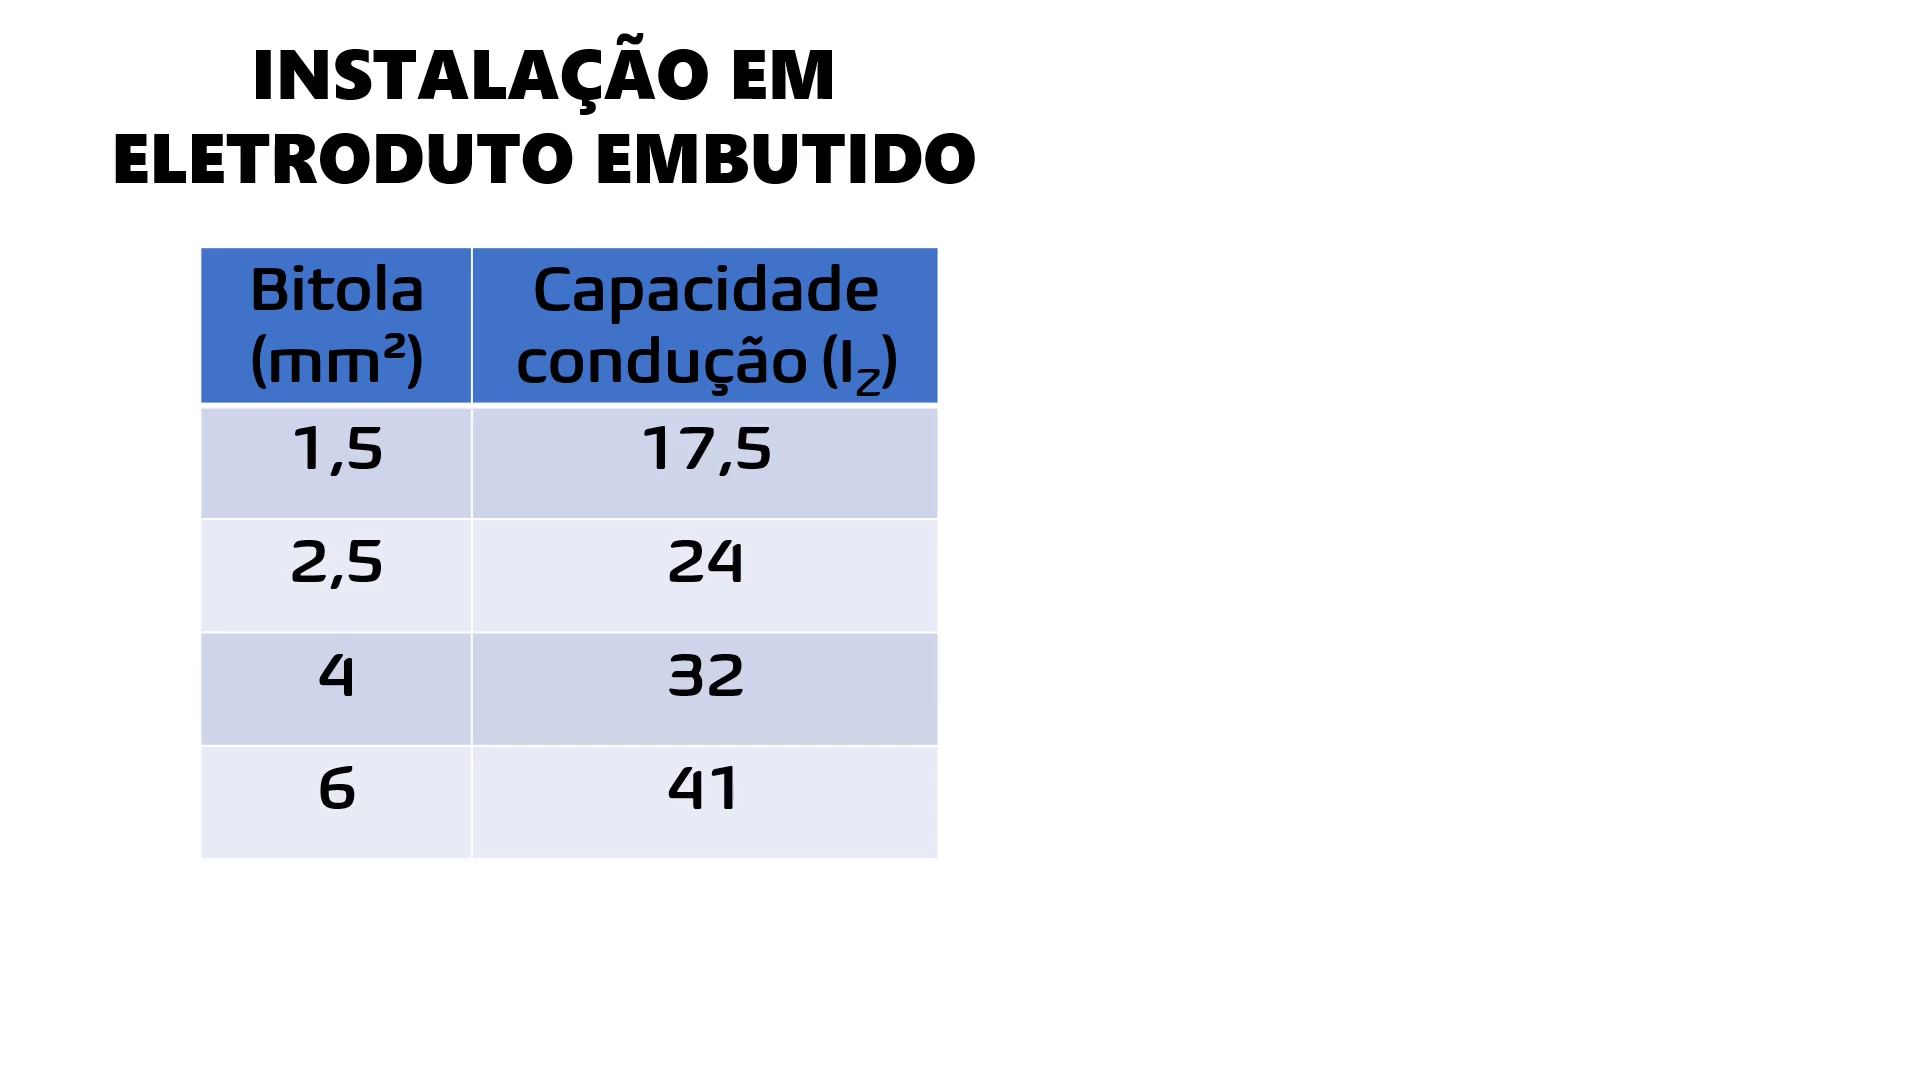 INSTALAÇÃO EM
ELETRODUTO EMBUTIDO
Bitola
(mm²)
Capacidade
condução (I_Z)
1,5
17,5
2,5
24
4
32
6
41